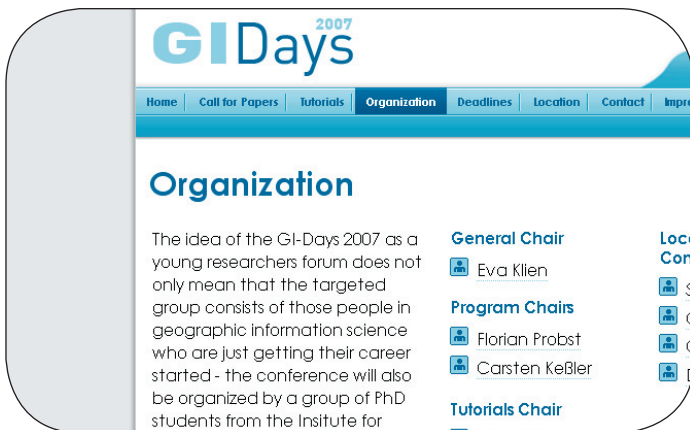 GI Days 2007
Home Call for Papers Tutorials Organization Deadlines Location Contact
Organization
The idea of the GI-Days 2007 as a
young researchers forum does not
only mean that the targeted
group consists of those people in
geographic information science
who are just getting their career
started - the conference will also
be organized by a group of PhD
students from the Insitute for
General Chair
Eva Klien
Program Chairs
Florian Probst
Carsten Keßler
Tutorials Chair